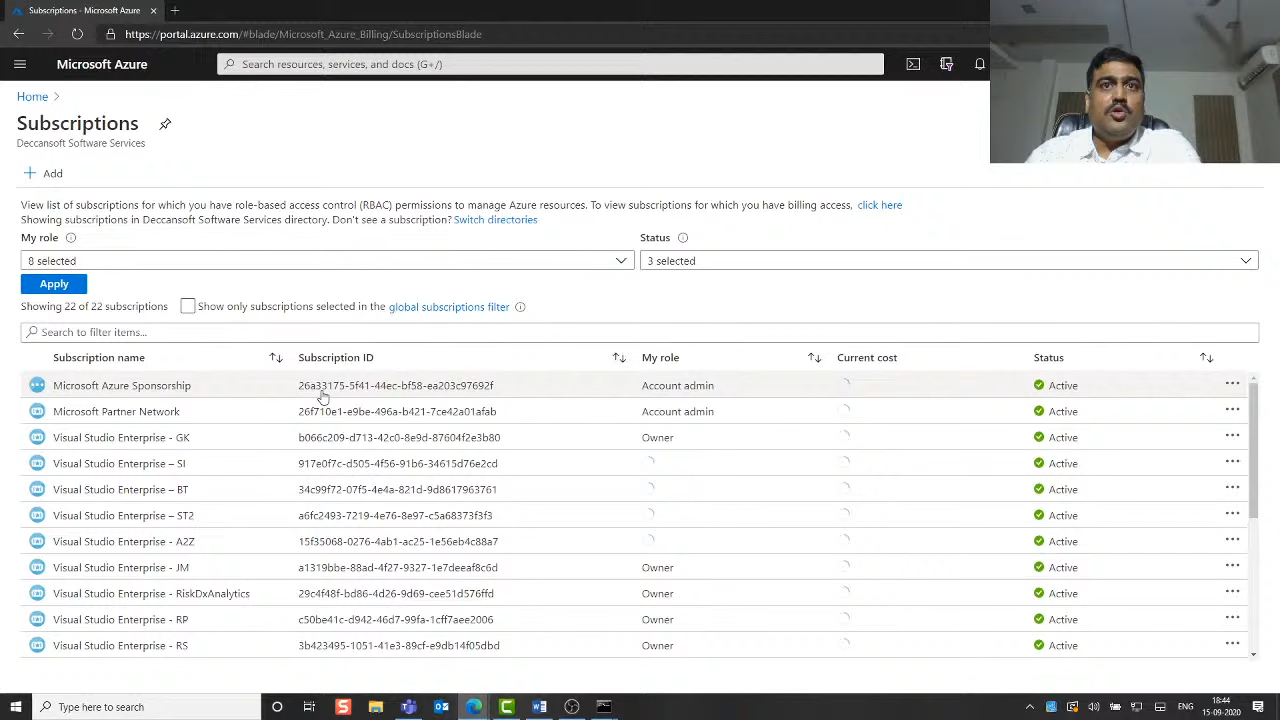 Subscriptions - Microsoft Azure
https://portal.azure.com/#blade/Microsoft_Azure_Billing/SubscriptionsBlade
Microsoft Azure
Search resources, services, and docs (G+/)
Home
Subscriptions
Deccansoft Software Services
Add
View list of subscriptions for which you have role-based access control (RBAC) permissions to manage Azure resources. To view subscriptions for which you have billing access, click here
Showing subscriptions in Deccansoft Software Services directory. Don't see a subscription? Switch directories
My role Status
8 selected 3 selected
Apply
Showing 22 of 22 subscriptions Show only subscriptions selected in the global subscriptions filter
Search to filter items...
Subscription name Subscription ID My role Current cost Status
Microsoft Azure Sponsorship 26a33175-5f41-44ec-bf58-ea203c97692f Account admin Active
Microsoft Partner Network 26f710e1-e9be-496a-b421-7ce42a01afab Account admin Active
Visual Studio Enterprise - GK b066c209-d713-42c0-8e9d-87604f2e3b80 Owner Active
Visual Studio Enterprise – SI 917e0f7c-d505-4f56-91b6-34615d76e2cd Active
Visual Studio Enterprise – BT 34c99f72-07f5-4e4a-821d-9d8617963761 Active
Visual Studio Enterprise – ST2 a6fc2493-7219-4e76-8e97-c5a68373f3f3 Active
Visual Studio Enterprise - A2Z 15f35068-0276-4ab1-ac25-1e56eb4c88a7 Active
Visual Studio Enterprise - JM a1319bbe-88ad-4f27-9327-1e7deeaf8c6d Owner Active
Visual Studio Enterprise - RiskDxAnalytics 29c4f48f-bd86-4d26-9d69-cee51d576ffd Owner Active
Visual Studio Enterprise - RP c50be41f-d942-46d7-99fa-1cff7aee2006 Owner Active
Visual Studio Enterprise - RS 3b423495-1051-41e3-89cf-e9db14f05dbd Owner Active
Type here to search
ENG
18:44
15-09-2020